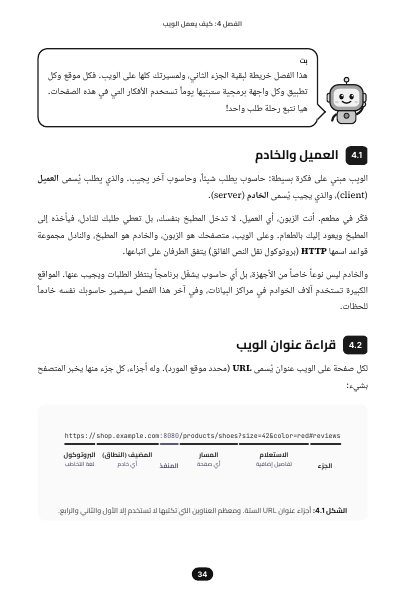 الفصل 4: كيف يعمل الويب
بِت
هذا الفصل خريطة لبقية الجزء الثاني، ولمسيرتك كلها على الويب. فكل موقع وكل
تطبيق وكل واجهة برمجية ستبنيها يوماً تستخدم الأفكار التي في هذه الصفحات.
هيا نتبع رحلة طلب واحد!
4.1 العميل والخادم
الويب مبني على فكرة بسيطة: حاسوب يطلب شيئاً، وحاسوب آخر يجيب. والذي يطلب يُسمى العميل
(client)، والذي يجيب يُسمى الخادم (server).
فكّر في مطعم. أنت الزبون، أي العميل. لا تدخل المطبخ بنفسك، بل تعطي طلبك للنادل، فيأخذه إلى
المطبخ ويعود إليك بالطعام. وعلى الويب، متصفحك هو الزبون، والخادم هو المطبخ، والنادل مجموعة
قواعد اسمها HTTP (بروتوكول نقل النص الفائق) يتفق الطرفان على اتباعها.
والخادم ليس نوعاً خاصاً من الأجهزة، بل أي حاسوب يشغّل برنامجاً ينتظر الطلبات ويجيب عنها. المواقع
الكبيرة تستخدم آلاف الخوادم في مراكز البيانات، وفي آخر هذا الفصل سيصير حاسوبك نفسه خادماً
للحظات.
4.2 قراءة عنوان الويب
لكل صفحة على الويب عنوان يُسمى URL (محدد موقع المورد). وله أجزاء، كل جزء منها يخبر المتصفح
بشيء:
https://shop.example.com:8080/products/shoes?size=42&color=red#reviews
البروتوكول المضيف (النطاق) المنفذ المسار الاستعلام الجزء
لغة التخاطب أي خادم أي صفحة تفاصيل إضافية
الشكل 4.1: أجزاء عنوان URL الستة. ومعظم العناوين التي تكتبها لا تستخدم إلا الأول والثاني والرابع.
34